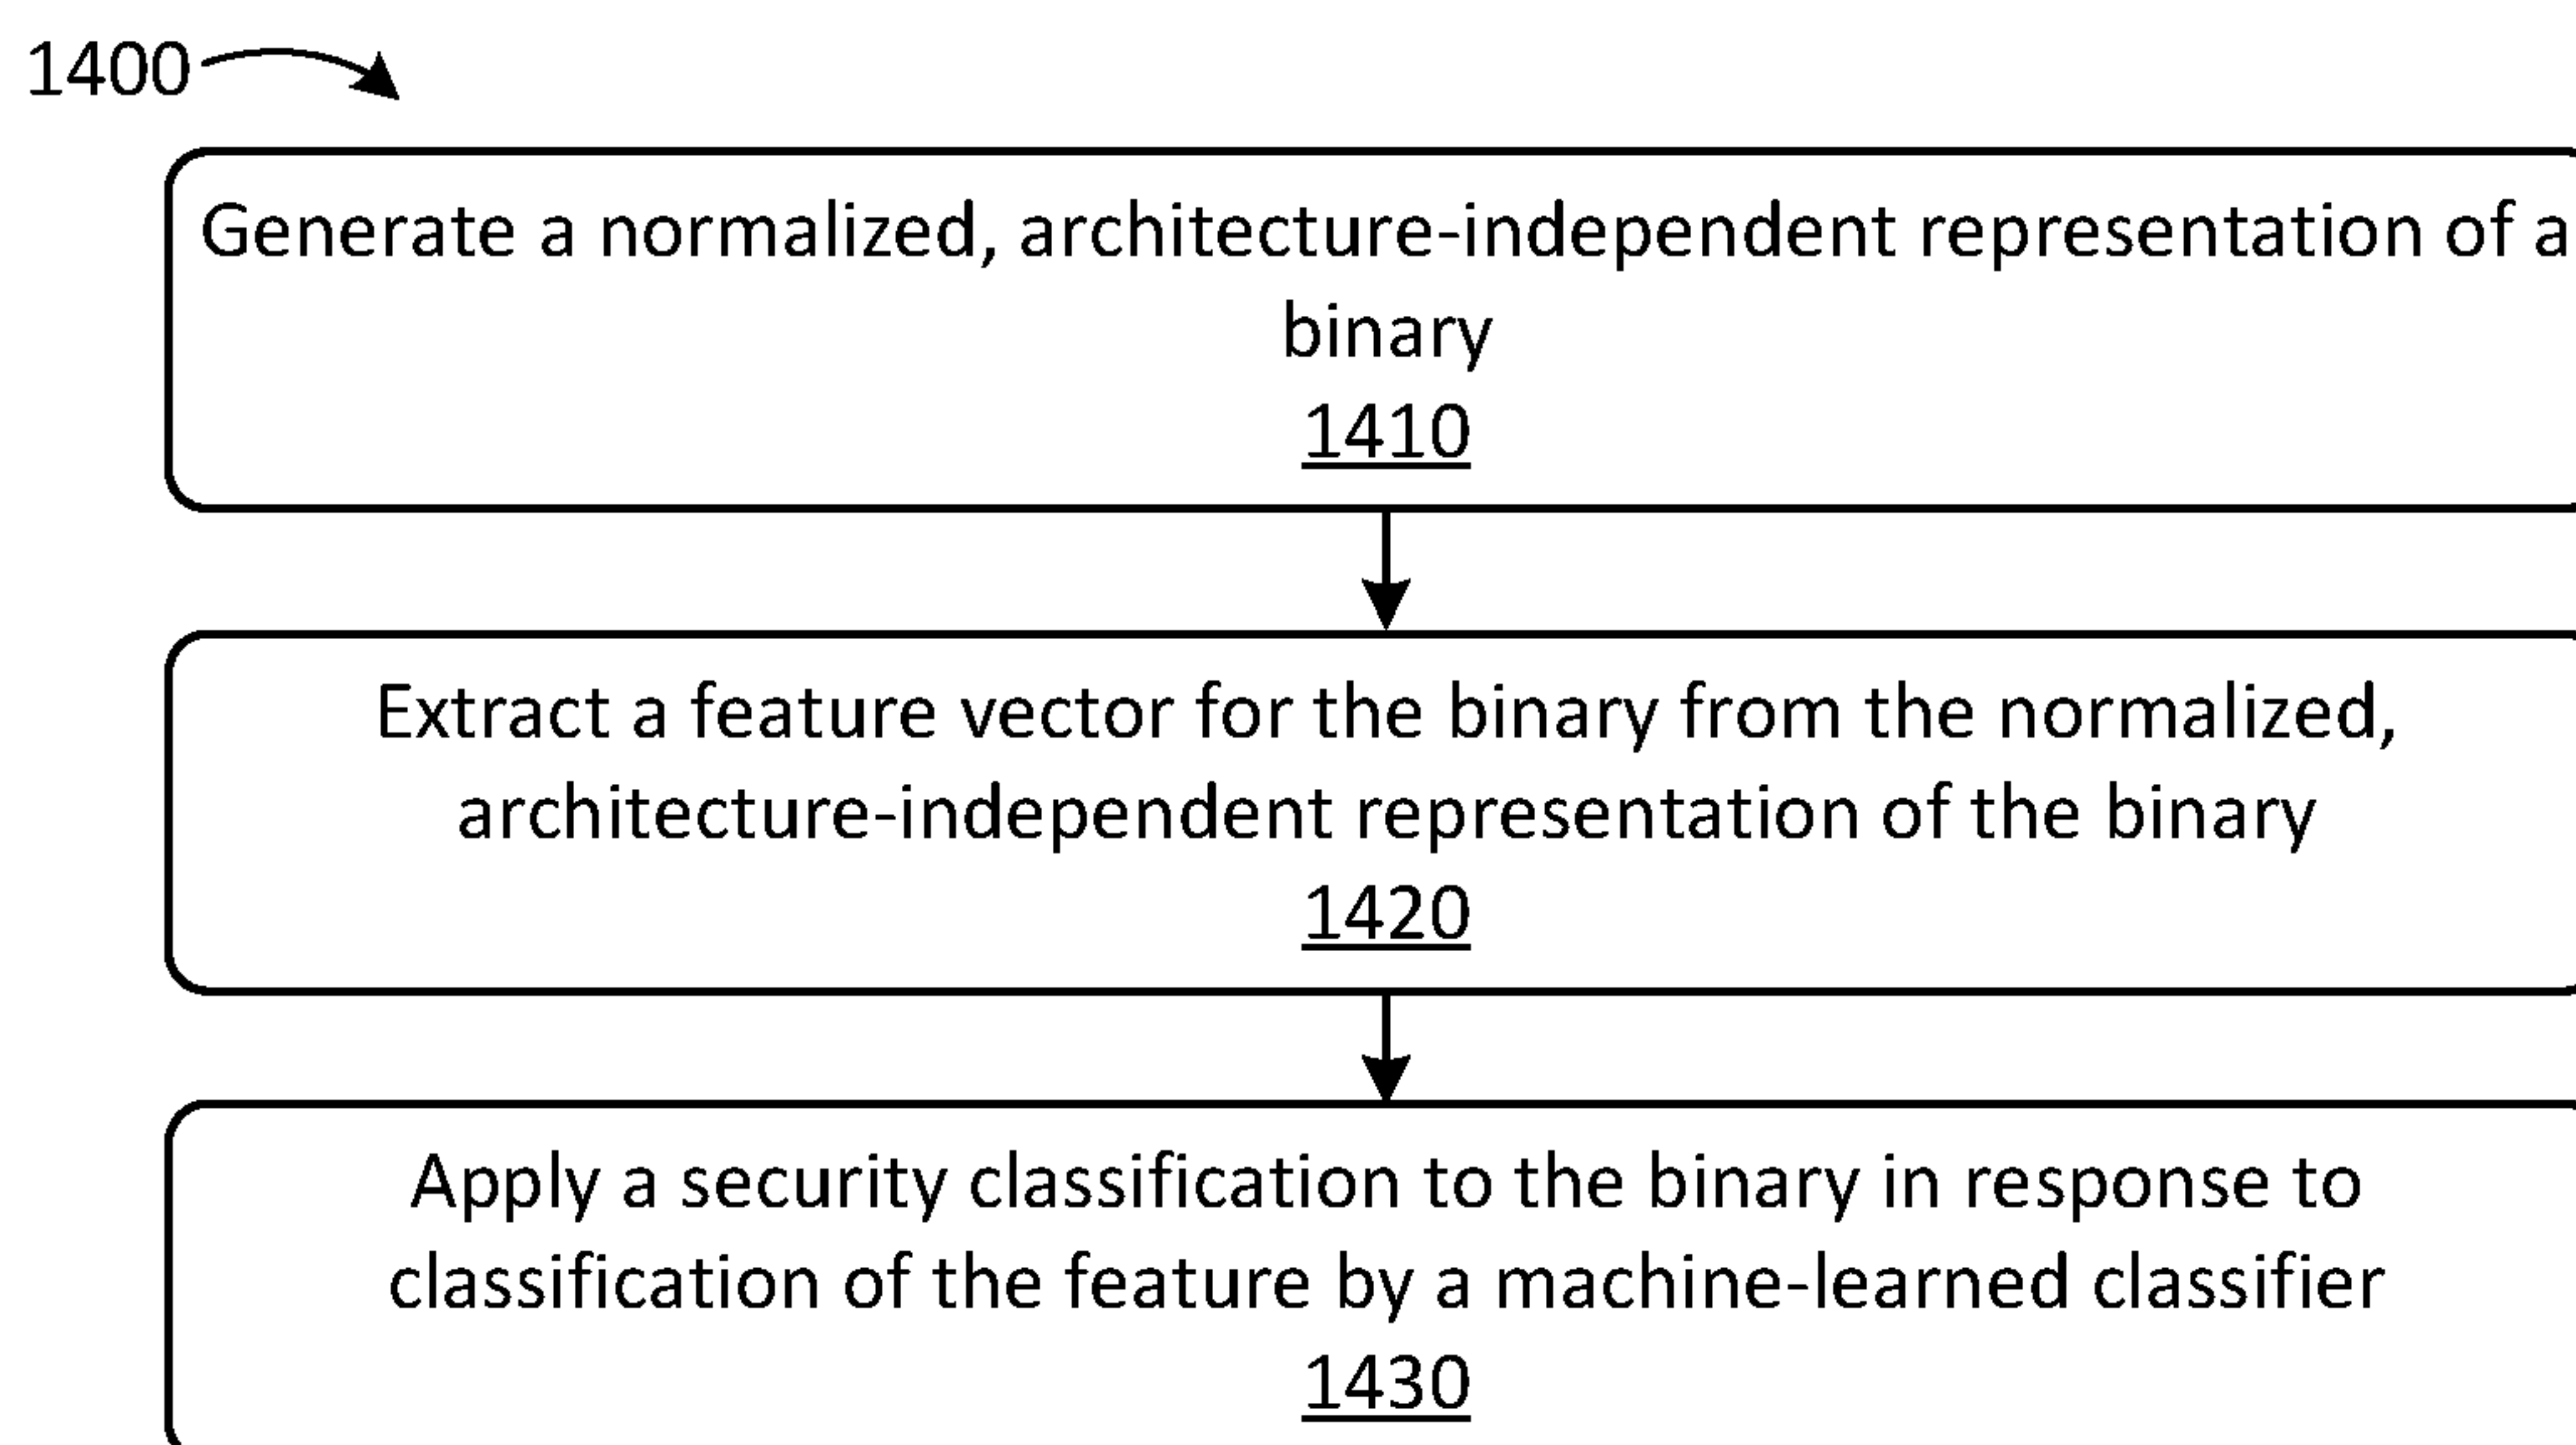 1400
Generate a normalized, architecture-independent representation of a
binary
1410
Extract a feature vector for the binary from the normalized,
architecture-independent representation of the binary
1420
Apply a security classification to the binary in response to
classification of the feature by a machine-learned classifier
1430